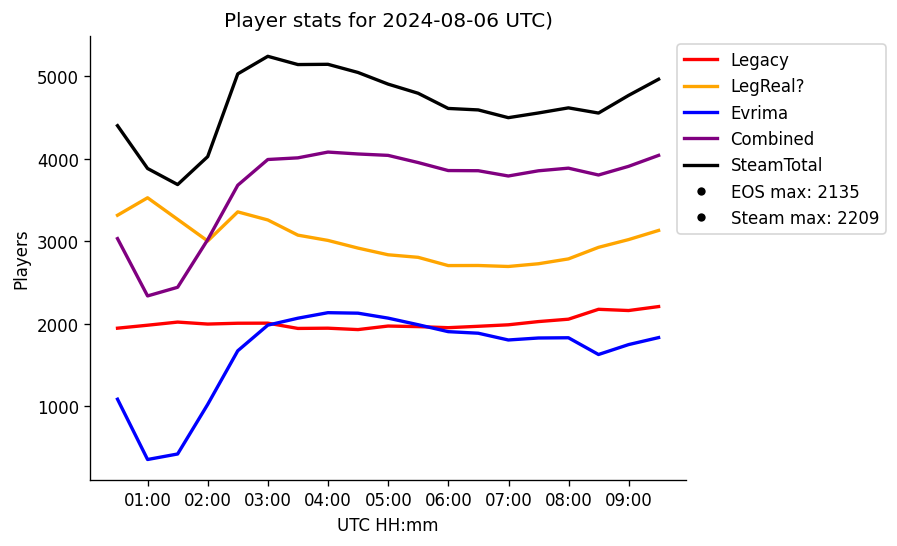 Player stats for 2024-08-06 UTC)
Legacy
LegReal?
Evrima
Combined
SteamTotal
EOS max: 2135
Steam max: 2209
Players
5000
4000
3000
2000
1000
01:00 02:00 03:00 04:00 05:00 06:00 07:00 08:00 09:00
UTC HH:mm